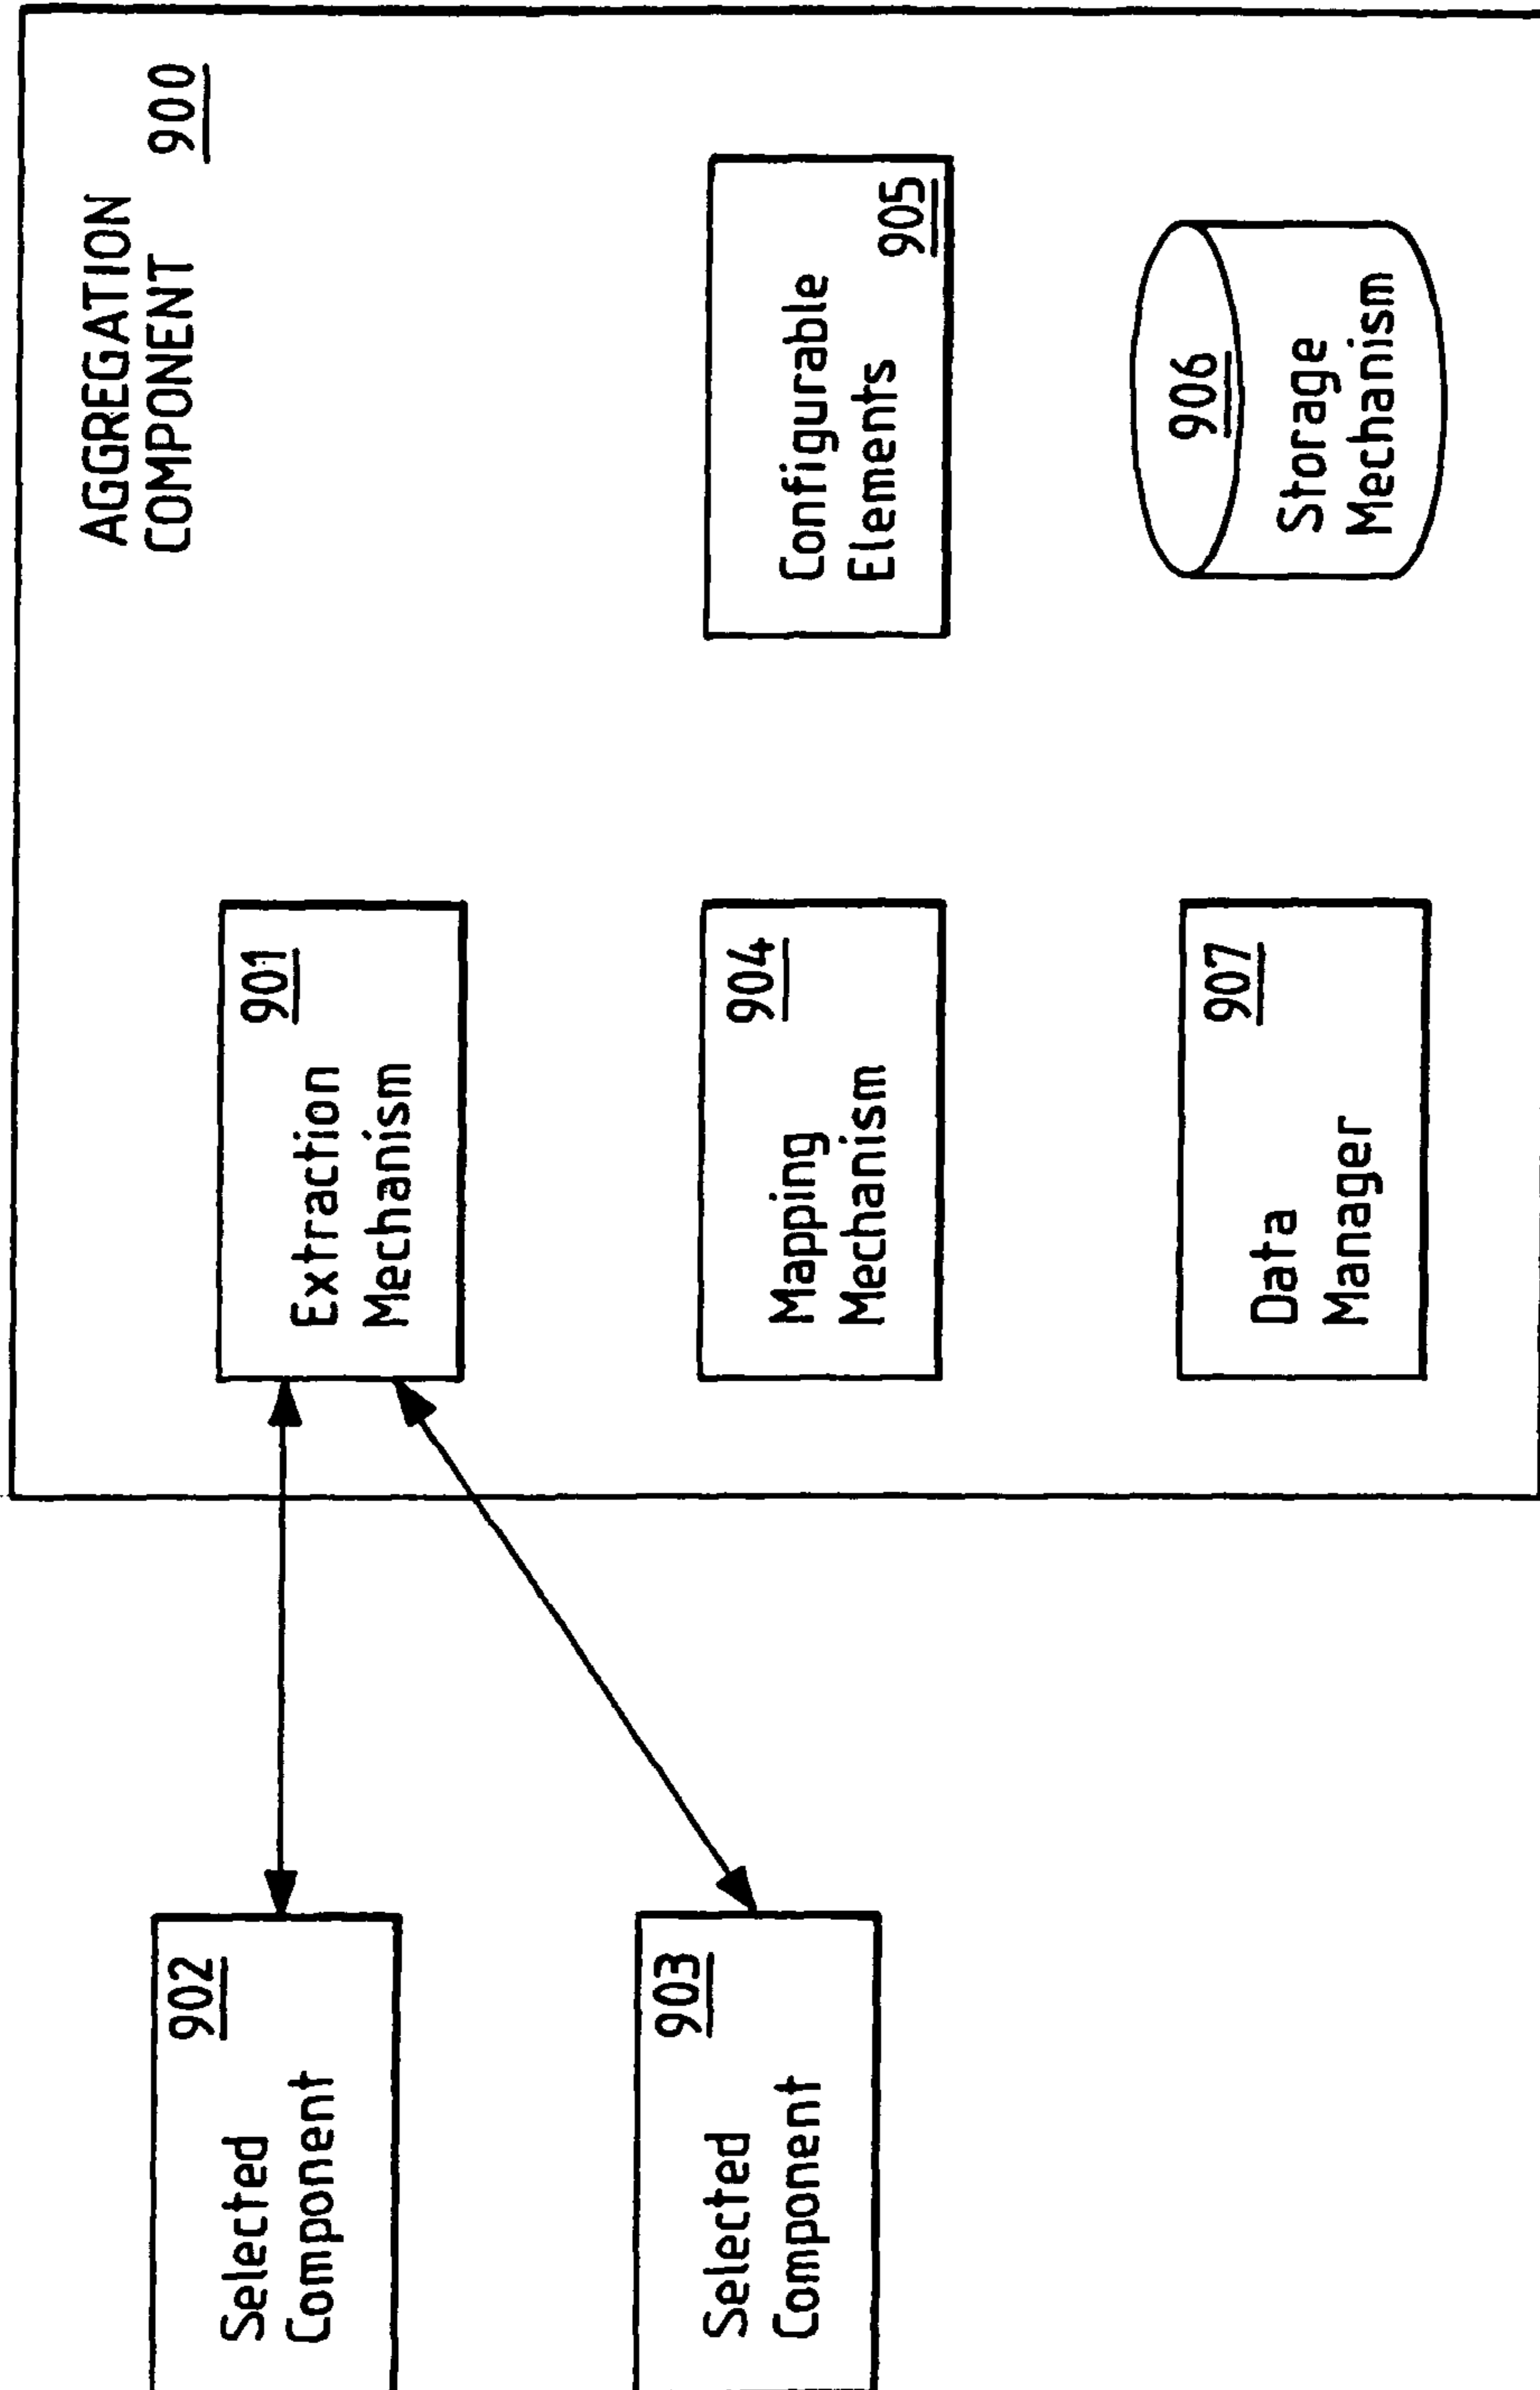 AGGREGATION
COMPONENT 900
902
Selected
Component
901
Extraction
Mechanism
903
Selected
Component
904
Mapping
Mechanism
Configurable
Elements 905
907
Data
Manager
906
Storage
Mechanism